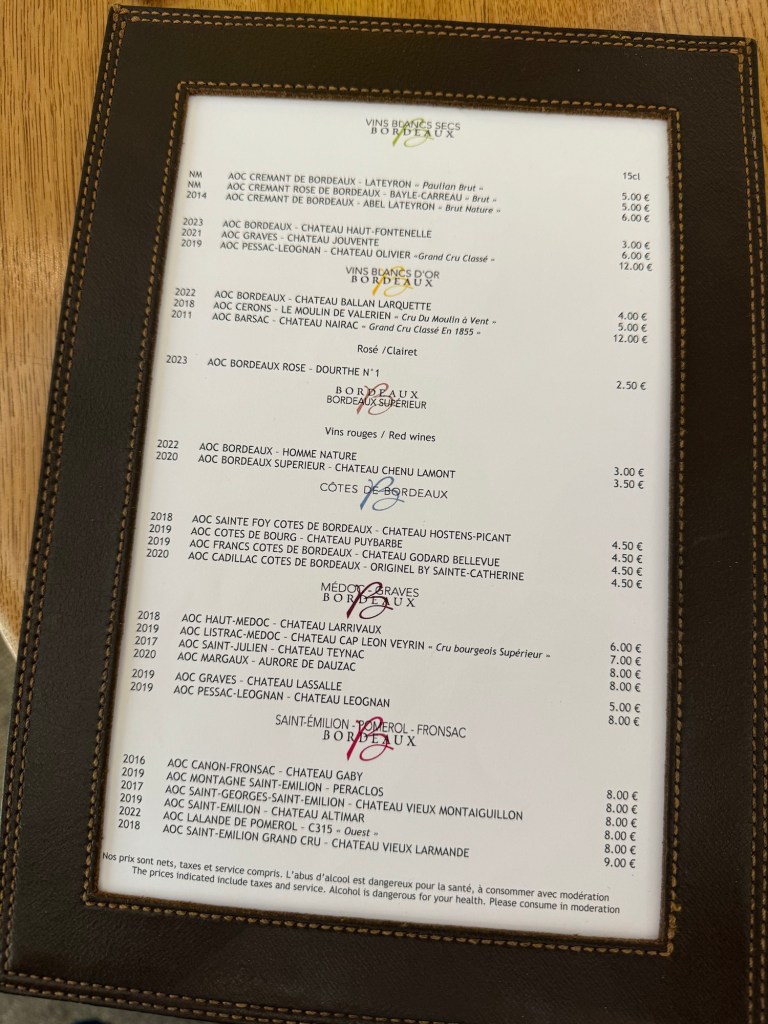 VINS BLANCS SECS
BORDEAUX
15cl
NM AOC CREMANT DE BORDEAUX - LATEYRON « Paulian Brut » 5.00 €
NM AOC CREMANT ROSE DE BORDEAUX - BAYLE-CARREAU « Brut » 5.00 €
2014 AOC CREMANT DE BORDEAUX - ABEL LATEYRON « Brut Nature » 6.00 €
2023 AOC BORDEAUX - CHATEAU HAUT-FONTENELLE 3.00 €
2021 AOC GRAVES - CHATEAU JOUVENTE 6.00 €
2019 AOC PESSAC-LEOGNAN - CHATEAU OLIVIER «Grand Cru Classé « 12.00 €
VINS BLANCS D'OR
BORDEAUX
2022 AOC BORDEAUX - CHATEAU BALLAN LARQUETTE 4.00 €
2018 AOC CERONS - LE MOULIN DE VALERIEN « Cru Du Moulin à Vent » 5.00 €
2011 AOC BARSAC - CHATEAU NAIRAC « Grand Cru Classé En 1855 » 12.00 €
Rosé /Clairet
2023 AOC BORDEAUX ROSE - DOURTHE N°1 2.50 €
BORDEAUX
BORDEAUX SUPÉRIEUR
Vins rouges / Red wines
2022 AOC BORDEAUX - HOMME NATURE 3.00 €
2020 AOC BORDEAUX SUPERIEUR - CHATEAU CHENU LAMONT 3.50 €
CÔTES DE BORDEAUX
2018 AOC SAINTE FOY COTES DE BORDEAUX - CHATEAU HOSTENS-PICANT 4.50 €
2019 AOC COTES DE BOURG - CHATEAU PUYBARBE 4.50 €
2019 AOC FRANCS COTES DE BORDEAUX - CHATEAU GODARD BELLEVUE 4.50 €
2020 AOC CADILLAC COTES DE BORDEAUX - ORIGINEL BY SAINTE-CATHERINE 4.50 €
MÉDOC - GRAVES
BORDEAUX
2018 AOC HAUT-MEDOC - CHATEAU LARRIVAUX 6.00 €
2019 AOC LISTRAC-MEDOC - CHATEAU CAP LEON VEYRIN « Cru bourgeois Supérieur » 7.00 €
2017 AOC SAINT-JULIEN - CHATEAU TEYNAC 8.00 €
2020 AOC MARGAUX - AURORE DE DAUZAC 8.00 €
2019 AOC GRAVES - CHATEAU LASSALLE 5.00 €
2019 AOC PESSAC-LEOGNAN - CHATEAU LEOGNAN 8.00 €
SAINT-ÉMILION - POMEROL - FRONSAC
BORDEAUX
2016 AOC CANON-FRONSAC - CHATEAU GABY 8.00 €
2019 AOC MONTAGNE SAINT-EMILION - PERACLOS 8.00 €
2017 AOC SAINT-GEORGES-SAINT-EMILION - CHATEAU VIEUX MONTAIGUILLON 8.00 €
2019 AOC SAINT-EMILION - CHATEAU ALTIMAR 8.00 €
2022 AOC LALANDE DE POMEROL - C315 « Ouest » 8.00 €
2018 AOC SAINT-EMILION GRAND CRU - CHATEAU VIEUX LARMANDE 9.00 €
Nos prix sont nets, taxes et service compris. L'abus d'alcool est dangereux pour la santé, à consommer avec modération
The prices indicated include taxes and service. Alcohol is dangerous for your health. Please consume in moderation